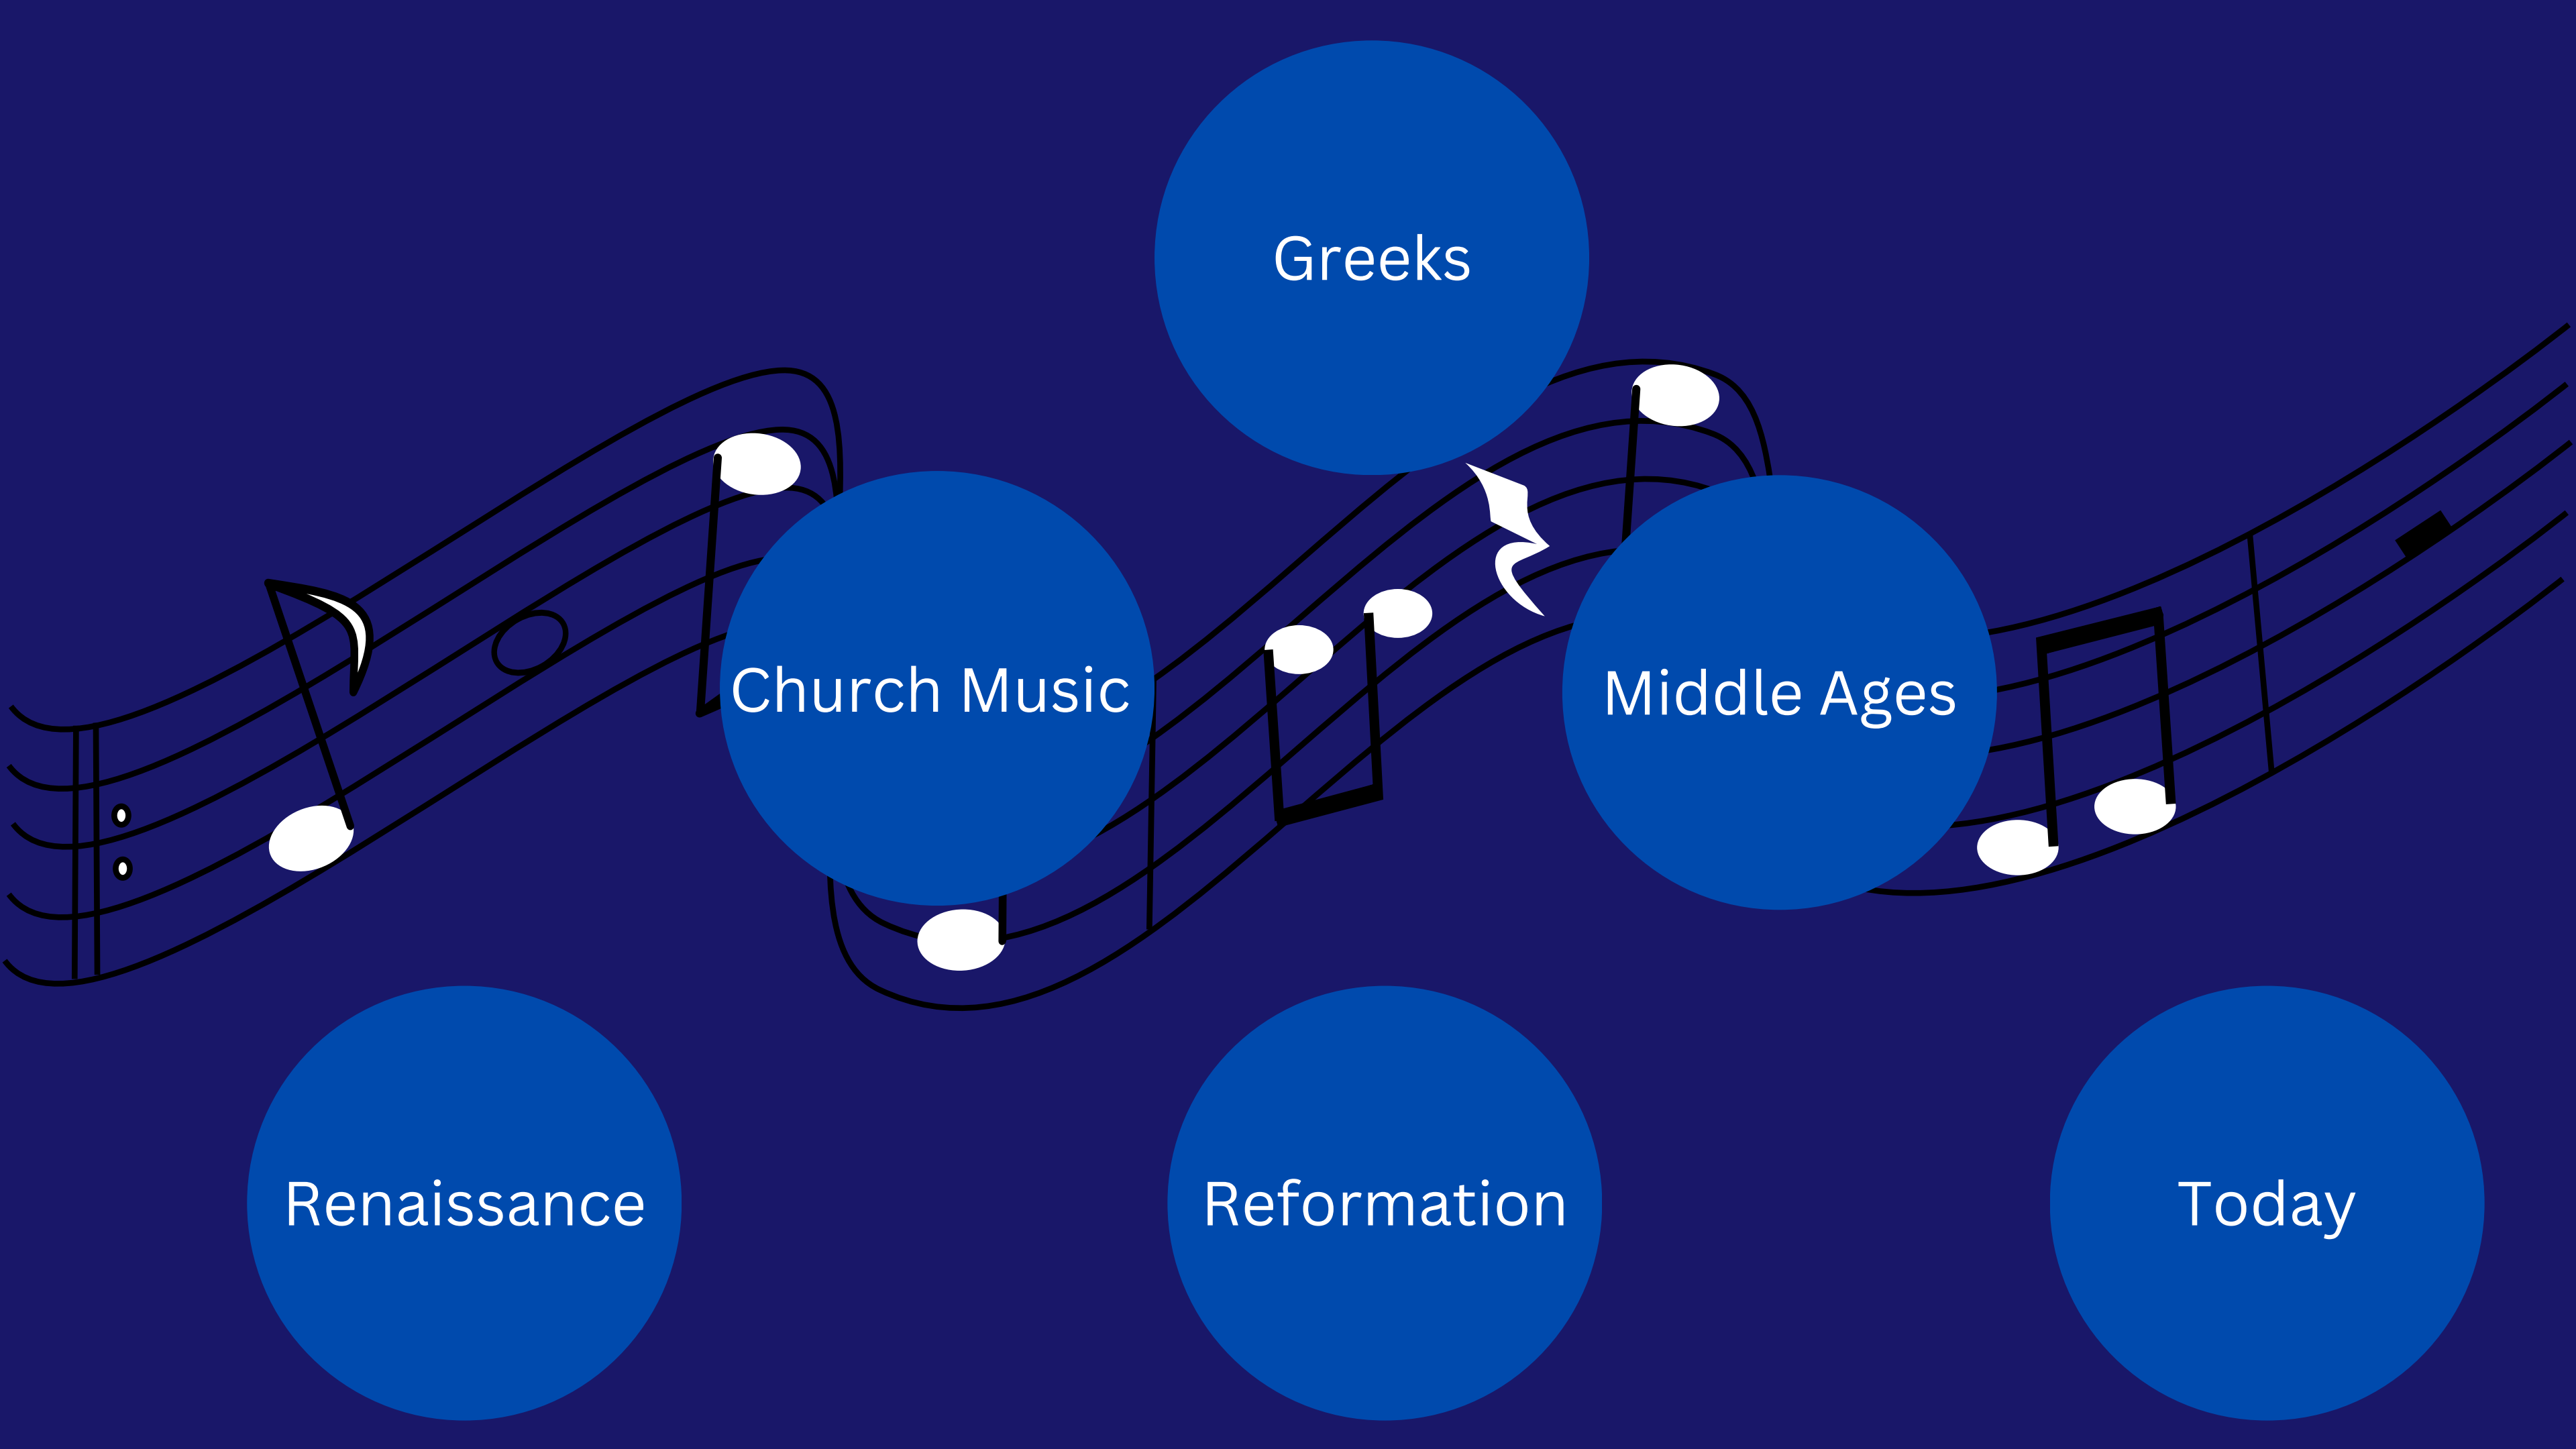 Greeks
Church Music
Middle Ages
Renaissance
Reformation
Today